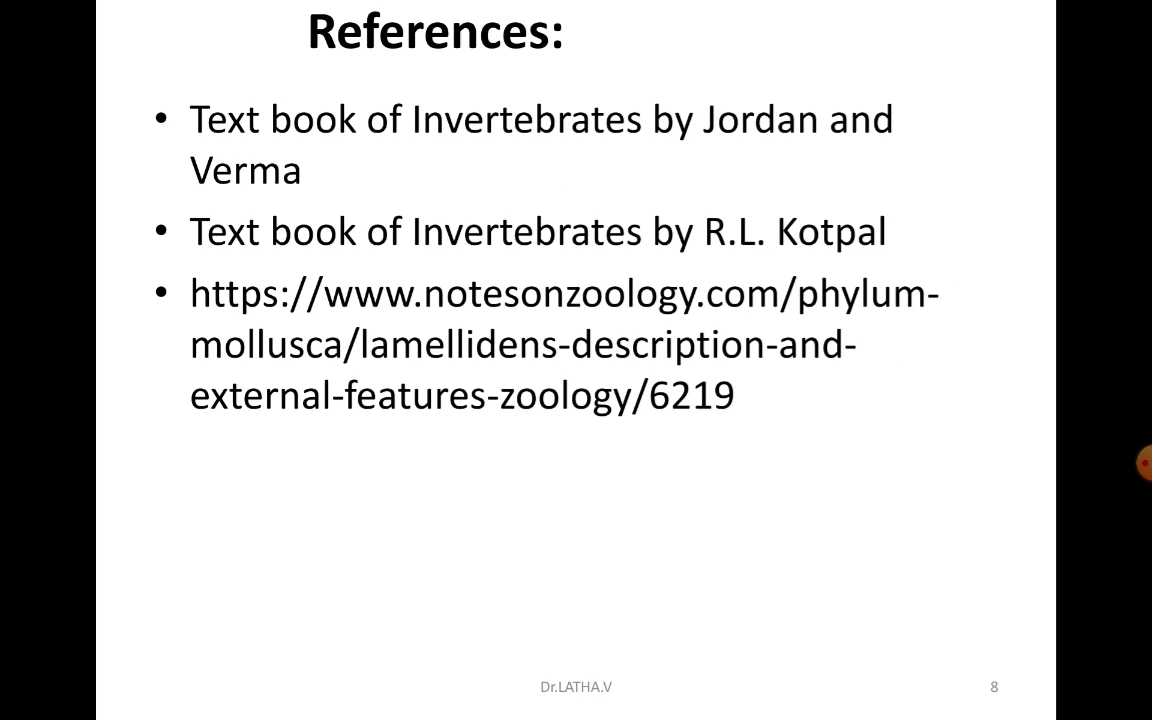 References:
• Text book of Invertebrates by Jordan and
Verma
• Text book of Invertebrates by R.L. Kotpal
• https://www.notesonzoology.com/phylum-
mollusca/lamellidens-description-and-
external-features-zoology/6219
Dr.LATHA.V
8